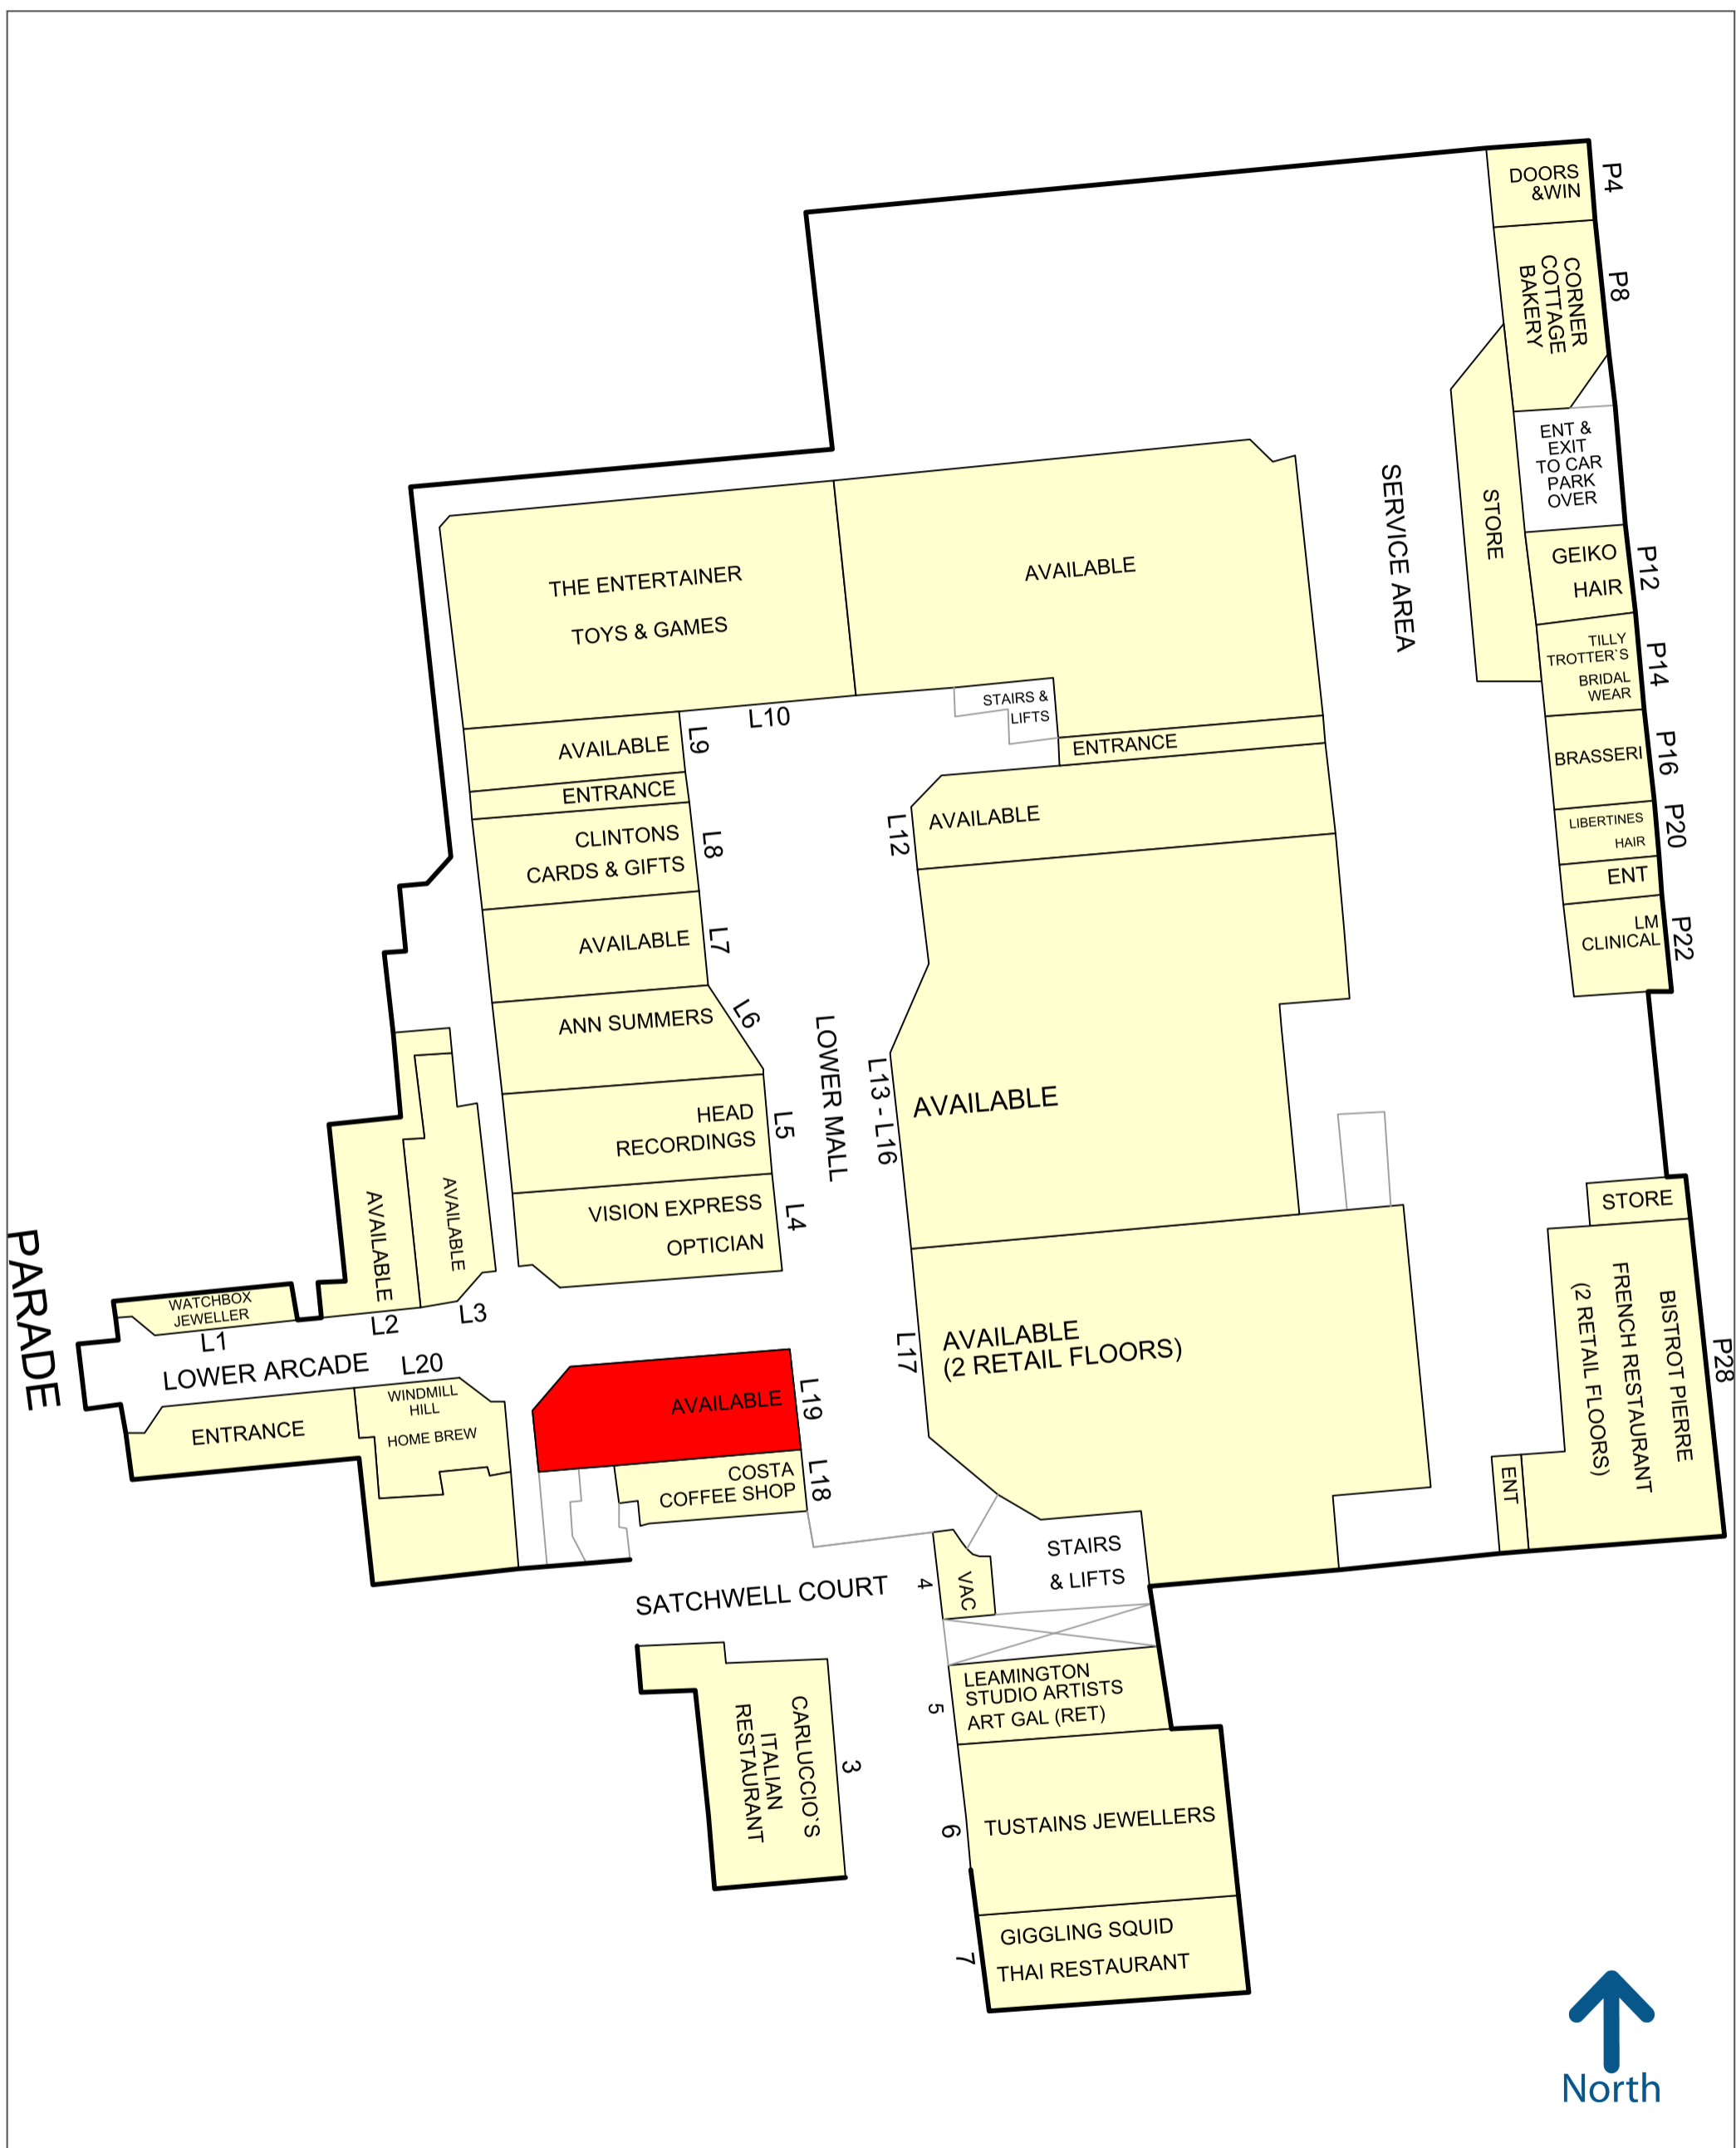 DOORS
&WIN
P4
CORNER
COTTAGE
BAKERY
P8
ENT &
EXIT
TO CAR
PARK
OVER
STORE
SERVICE AREA
GEIKO
HAIR
P12
TILLY
TROTTER`S
BRIDAL
WEAR
P14
BRASSERI
P16
LIBERTINES
HAIR
P20
ENT
LM
CLINICAL
P22
THE ENTERTAINER
TOYS & GAMES
L10
AVAILABLE
STAIRS &
LIFTS
ENTRANCE
AVAILABLE
L9
ENTRANCE
CLINTONS
CARDS & GIFTS
L8
AVAILABLE
L7
ANN SUMMERS
L6
HEAD
RECORDINGS
L5
VISION EXPRESS
OPTICIAN
L4
LOWER MALL
AVAILABLE
L12
AVAILABLE
L13 - L16
AVAILABLE
(2 RETAIL FLOORS)
L17
STORE
BISTROT PIERRE
FRENCH RESTAURANT
(2 RETAIL FLOORS)
P28
ENT
PARADE
WATCHBOX
JEWELLER
L1
AVAILABLE
L2
AVAILABLE
L3
LOWER ARCADE
L20
ENTRANCE
WINDMILL
HILL
HOME BREW
AVAILABLE
L19
COSTA
COFFEE SHOP
L18
STAIRS
& LIFTS
VAC
4
SATCHWELL COURT
LEAMINGTON
STUDIO ARTISTS
ART GAL (RET)
5
CARLUCCIO`S
ITALIAN
RESTAURANT
3
TUSTAINS JEWELLERS
6
GIGGLING SQUID
THAI RESTAURANT
7
North